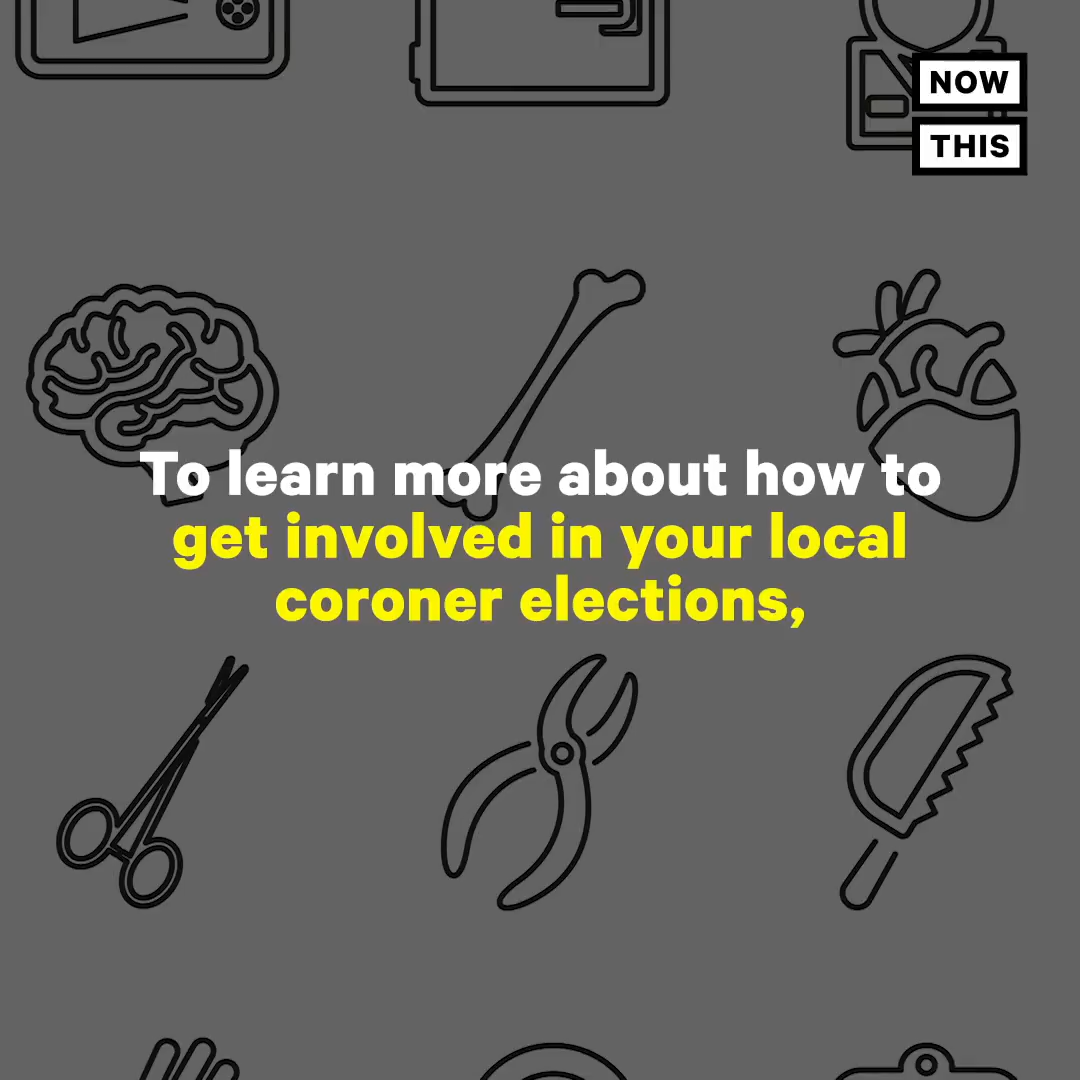 NOW
THIS
To learn more about how to
get involved in your local
coroner elections,